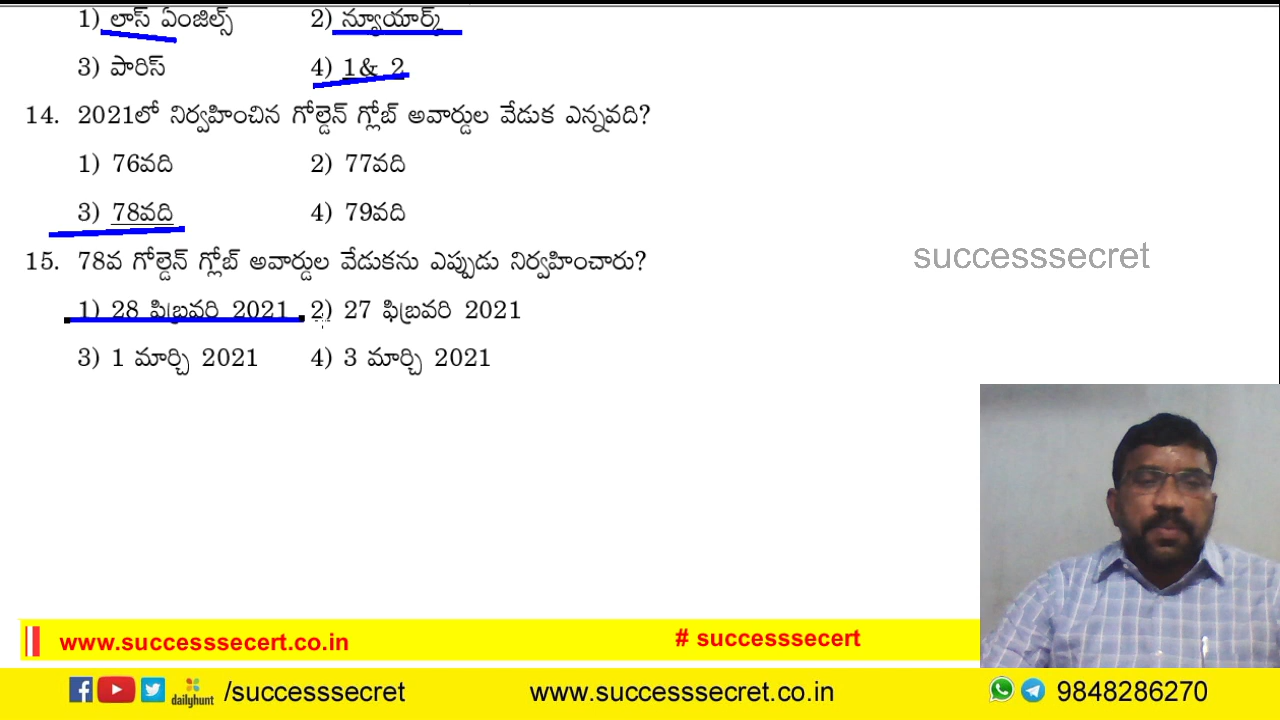 1) లాస్ ఏంజిల్స్ 2) న్యూయార్క్
3) పారిస్ 4) 1& 2
14. 2021లో నిర్వహించిన గోల్డెన్ గ్లోబ్ అవార్డుల వేడుక ఎన్నవది?
1) 76వది 2) 77వది
3) 78వది 4) 79వది
15. 78వ గోల్డెన్ గ్లోబ్ అవార్డుల వేడుకను ఎప్పుడు నిర్వహించారు?
successsecret
1) 28 పిబ్రవరి 2021 2) 27 ఫిబ్రవరి 2021
3) 1 మార్చి 2021 4) 3 మార్చి 2021
www.successsecert.co.in # successsecert
dailyhunt /successsecret www.successsecret.co.in 9848286270